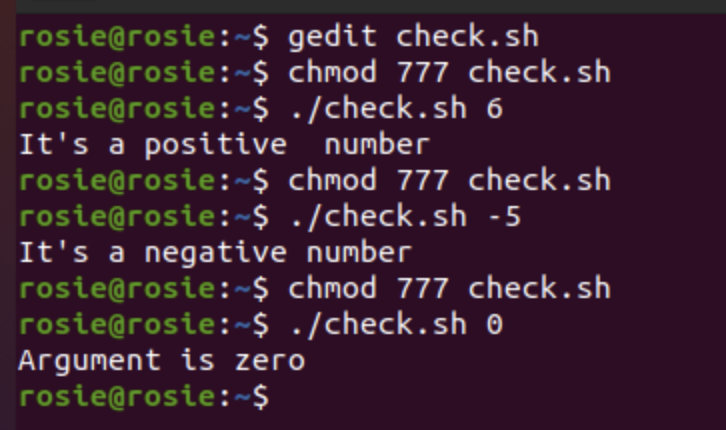 rosie@rosie:~$ gedit check.sh
rosie@rosie:~$ chmod 777 check.sh
rosie@rosie:~$ ./check.sh 6
It's a positive  number
rosie@rosie:~$ chmod 777 check.sh
rosie@rosie:~$ ./check.sh -5
It's a negative number
rosie@rosie:~$ chmod 777 check.sh
rosie@rosie:~$ ./check.sh 0
Argument is zero
rosie@rosie:~$